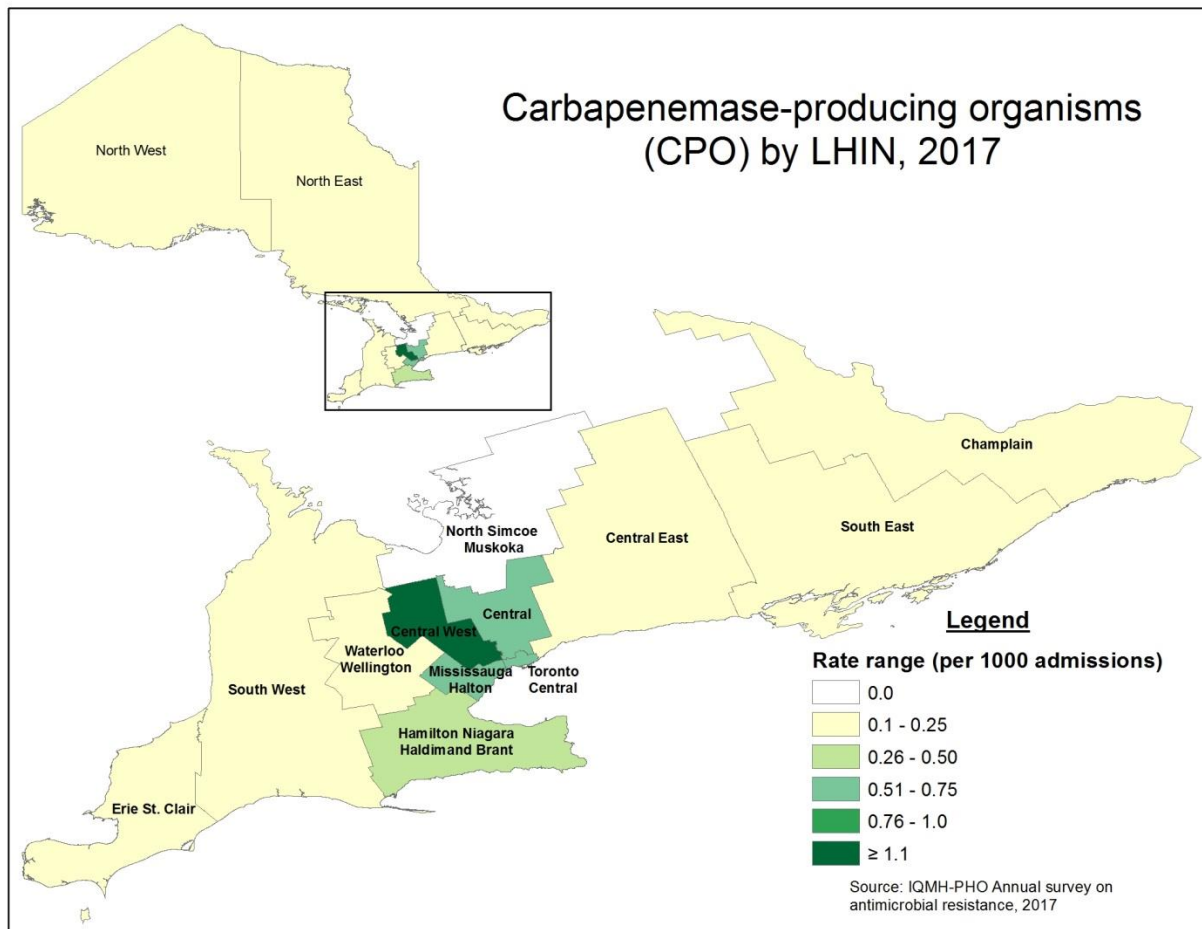 Carbapenemase-producing organisms
(CPO) by LHIN, 2017
North West
North East
Champlain
South East
Central East
North Simcoe
Muskoka
Central
Central West
Waterloo
Wellington
Mississauga
Halton
Toronto
Central
South West
Hamilton Niagara
Haldimand Brant
Erie St. Clair
Legend
Rate range (per 1000 admissions)
0.0
0.1 - 0.25
0.26 - 0.50
0.51 - 0.75
0.76 - 1.0
≥ 1.1
Source: IQMH-PHO Annual survey on
antimicrobial resistance, 2017